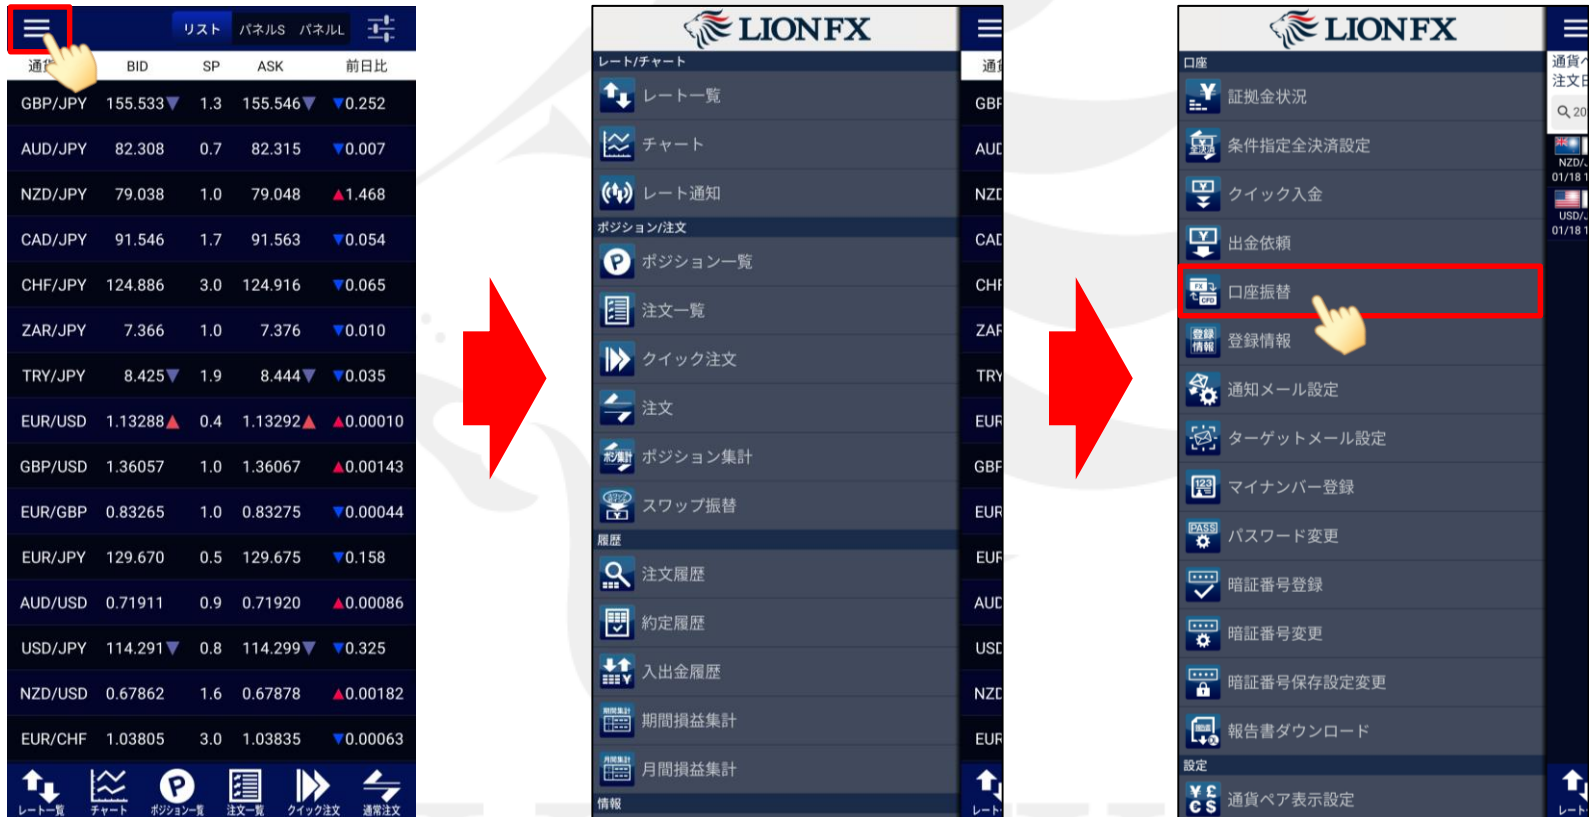 リスト パネルS パネルL
BID SP ASK 前日比
GBP/JPY 155.533▼ 1.3 155.546▼ ▼0.252
AUD/JPY 82.308 0.7 82.315 ▼0.007
NZD/JPY 79.038 1.0 79.048 ▲1.468
CAD/JPY 91.546 1.7 91.563 ▼0.054
CHF/JPY 124.886 3.0 124.916 ▼0.065
ZAR/JPY 7.366 1.0 7.376 ▼0.010
TRY/JPY 8.425▼ 1.9 8.444▼ ▼0.035
EUR/USD 1.13288▲ 0.4 1.13292▲ ▲0.00010
GBP/USD 1.36057 1.0 1.36067 ▲0.00143
EUR/GBP 0.83265 1.0 0.83275 ▼0.00044
EUR/JPY 129.670 0.5 129.675 ▼0.158
AUD/USD 0.71911 0.9 0.71920 ▲0.00086
USD/JPY 114.291▼ 0.8 114.299▼ ▼0.325
NZD/USD 0.67862 1.6 0.67878 ▲0.00182
EUR/CHF 1.03805 3.0 1.03835 ▼0.00063
レート一覧 チャート ポジション一覧 注文一覧 クイック注文 通常注文
LION FX
レート/チャート
レート一覧
チャート
レート通知
ポジション/注文
ポジション一覧
注文一覧
クイック注文
注文
ポジション集計
スワップ振替
履歴
注文履歴
約定履歴
入出金履歴
期間損益集計
月間損益集計
情報
LION FX
口座
証拠金状況
条件指定全決済設定
クイック入金
出金依頼
口座振替
登録情報
通知メール設定
ターゲットメール設定
マイナンバー登録
パスワード変更
暗証番号登録
暗証番号変更
暗証番号保存設定変更
報告書ダウンロード
設定
通貨ペア表示設定